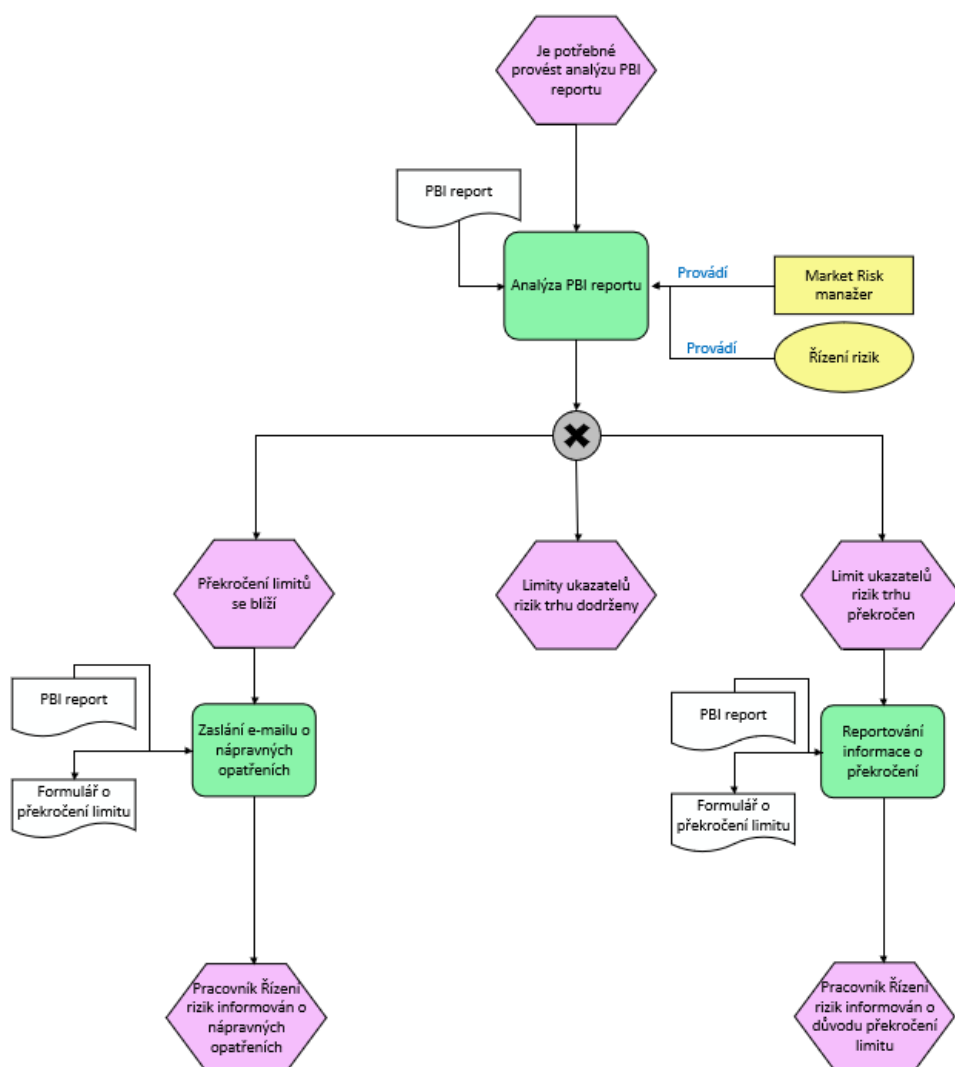 Je potřebné
provést analýzu PBI
reportu
PBI report
Analýza PBI reportu
Provádí
Market Risk
manažer
Provádí
Řízení rizik
Překročení limitů
se blíží
Limity ukazatelů
rizik trhu dodrženy
Limit ukazatelů
rizik trhu
překročen
PBI report
Zaslání e-mailu o
nápravných
opatřeních
Formulář o
překročení limitu
PBI report
Reportování
informace o
překročení
Formulář o
překročení limitu
Pracovník Řízení
rizik informován o
nápravných
opatřeních
Pracovník Řízení
rizik informován o
důvodu překročení
limitu